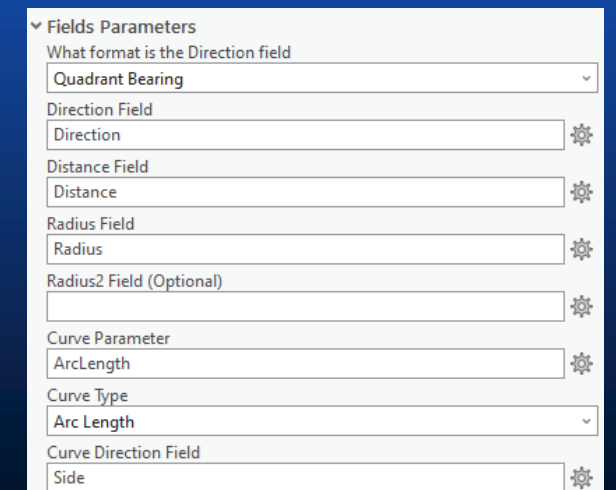 Fields Parameters
What format is the Direction field
Quadrant Bearing
Direction Field
Direction
Distance Field
Distance
Radius Field
Radius
Radius2 Field (Optional)
Curve Parameter
ArcLength
Curve Type
Arc Length
Curve Direction Field
Side